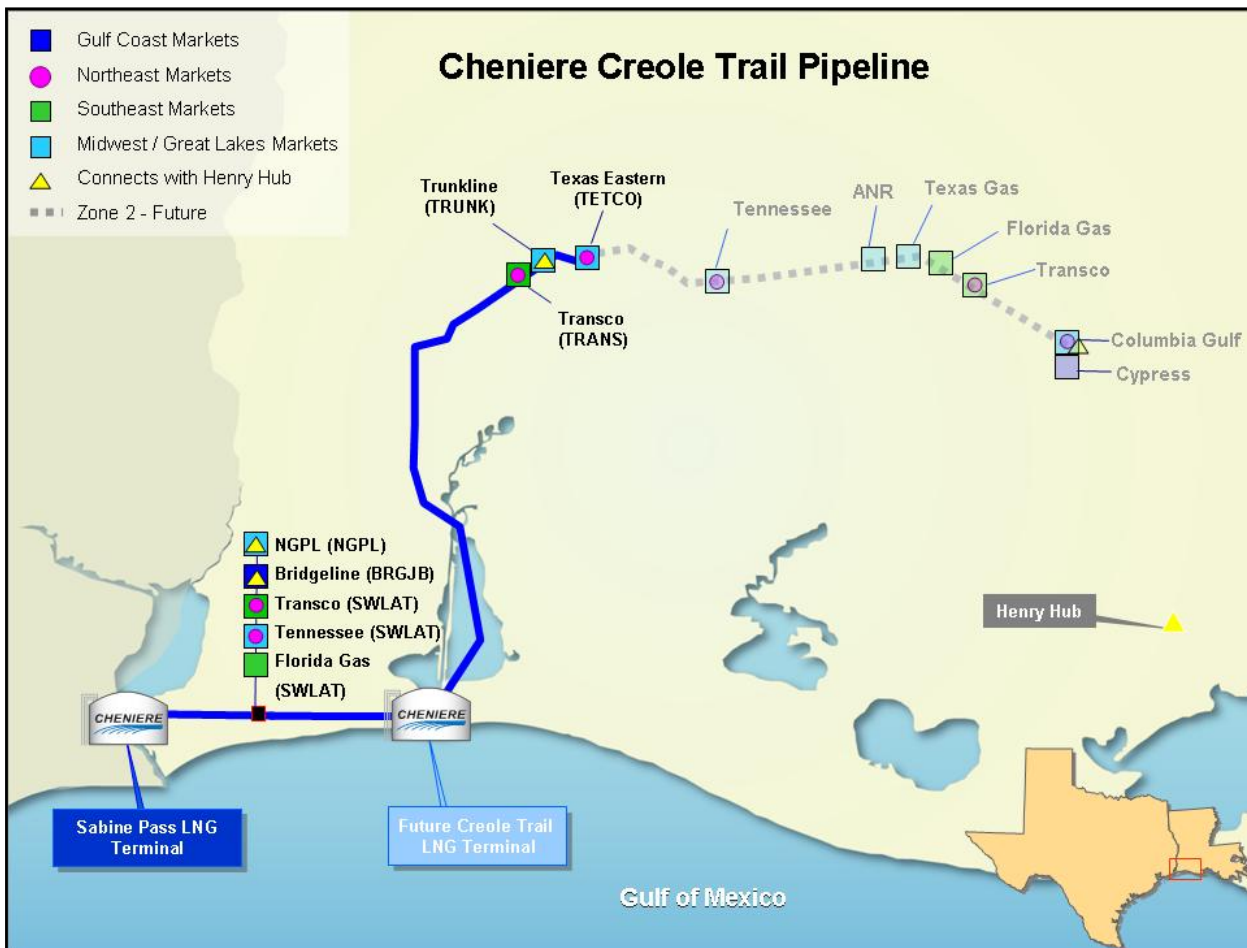 Cheniere Creole Trail Pipeline
Gulf Coast Markets
Northeast Markets
Southeast Markets
Midwest / Great Lakes Markets
Connects with Henry Hub
Zone 2 - Future
Trunkline
(TRUNK)
Texas Eastern
(TETCO)
Transco
(TRANS)
Tennessee
ANR
Texas Gas
Florida Gas
Transco
Columbia Gulf
Cypress
NGPL (NGPL)
Bridgeline (BRGJB)
Transco (SWLAT)
Tennessee (SWLAT)
Florida Gas
(SWLAT)
Henry Hub
CHENIERE
CHENIERE
Sabine Pass LNG
Terminal
Future Creole Trail
LNG Terminal
Gulf of Mexico